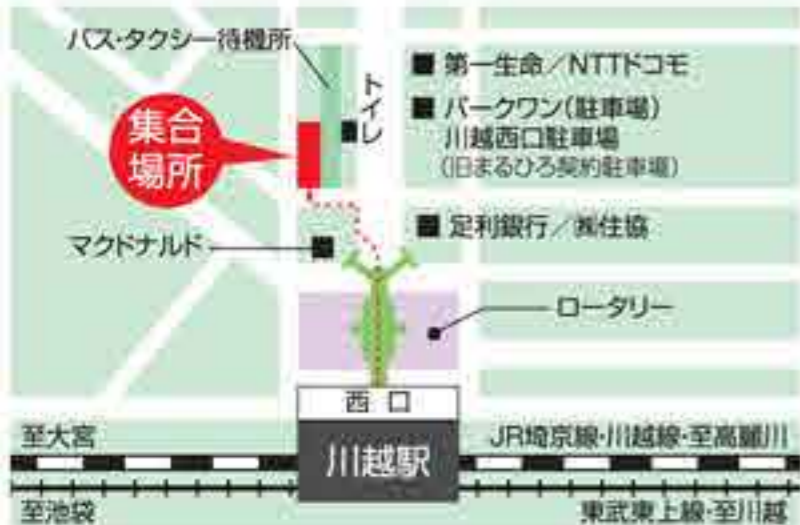 バス・タクシー待機所
トイレ
■ 第一生命／NTTドコモ
■ パークワン(駐車場)
川越西口駐車場
(旧まるひろ契約駐車場)
集合
場所
マクドナルド
■ 足利銀行／㈱住協
ロータリー
西口
川越駅
至大宮
JR埼京線・川越線・至高麗川
至池袋
東武東上線・至川越